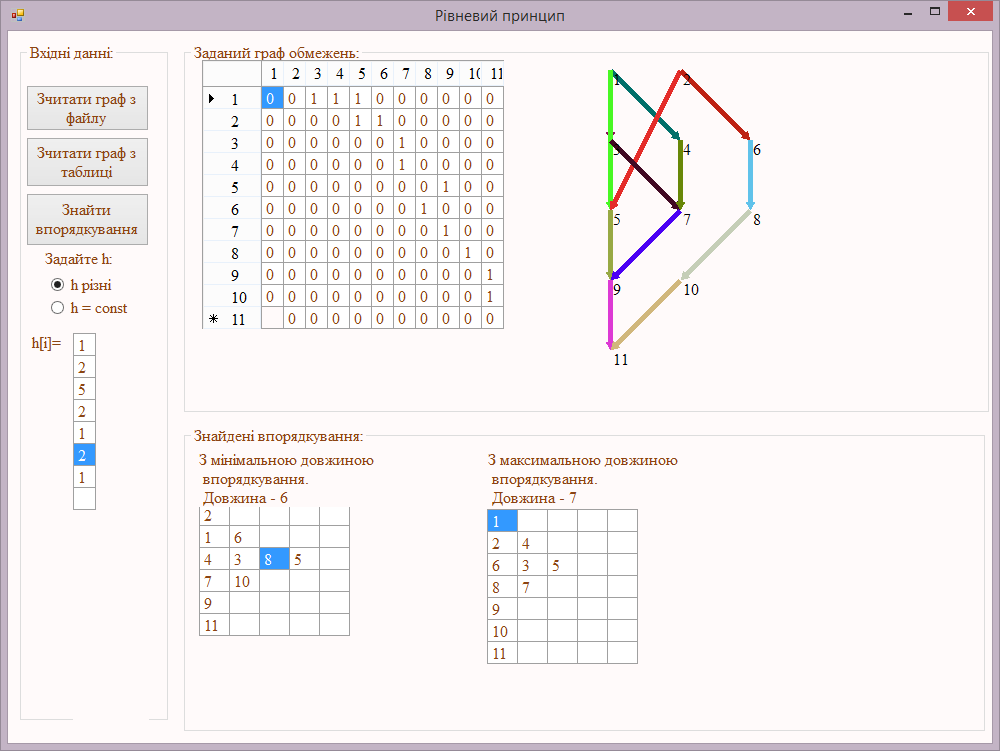 Рівневий принцип
Вхідні данні:
Зчитати граф з
файлу
Зчитати граф з
таблиці
Знайти
впорядкування
Задайте h:
h різні
h = const
h[i]=
1
2
5
2
1
2
1
Заданий граф обмежень:
1 2 3 4 5 6 7 8 9 10 11
1 0 0 1 1 1 0 0 0 0 0 0
2 0 0 0 0 1 1 0 0 0 0 0
3 0 0 0 0 0 0 1 0 0 0 0
4 0 0 0 0 0 0 1 0 0 0 0
5 0 0 0 0 0 0 0 0 1 0 0
6 0 0 0 0 0 0 0 1 0 0 0
7 0 0 0 0 0 0 0 0 1 0 0
8 0 0 0 0 0 0 0 0 0 1 0
9 0 0 0 0 0 0 0 0 0 0 1
10 0 0 0 0 0 0 0 0 0 0 1
* 11 0 0 0 0 0 0 0 0 0 0
1 2
3 4 6
5 7 8
9 10
11
Знайдені впорядкування:
З мінімальною довжиною
впорядкування.
Довжина - 6
2
1 6
4 3 8 5
7 10
9
11
З максимальною довжиною
впорядкування.
Довжина - 7
1
2 4
6 3 5
8 7
9
10
11